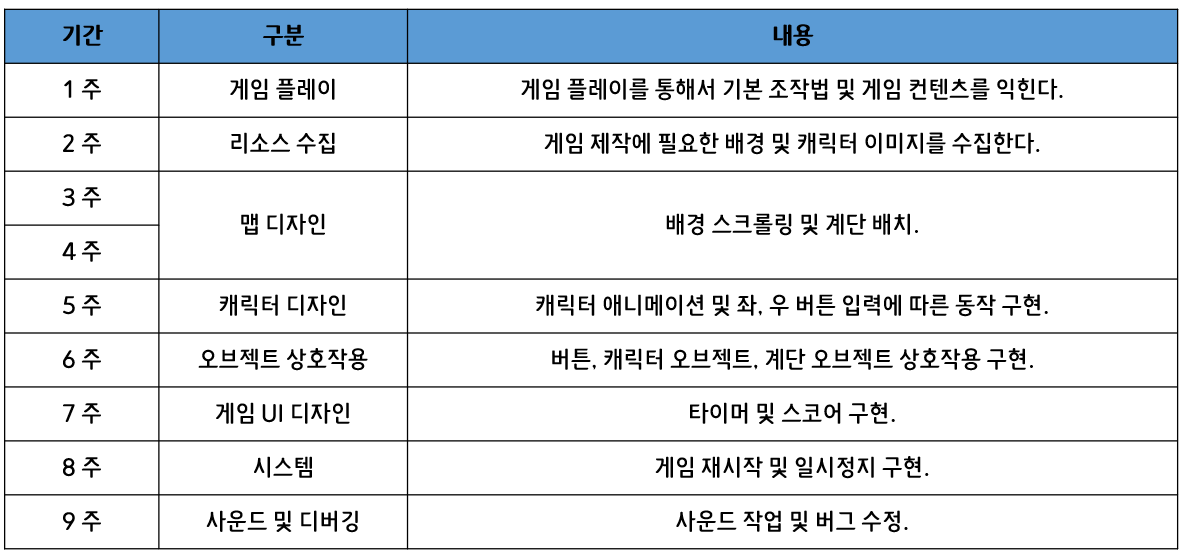 기간 구분 내용
1 주 게임 플레이 게임 플레이를 통해서 기본 조작법 및 게임 컨텐츠를 익힌다.
2 주 리소스 수집 게임 제작에 필요한 배경 및 캐릭터 이미지를 수집한다.
3 주
맵 디자인 배경 스크롤링 및 계단 배치.
4 주
5 주 캐릭터 디자인 캐릭터 애니메이션 및 좌, 우 버튼 입력에 따른 동작 구현.
6 주 오브젝트 상호작용 버튼, 캐릭터 오브젝트, 계단 오브젝트 상호작용 구현.
7 주 게임 UI 디자인 타이머 및 스코어 구현.
8 주 시스템 게임 재시작 및 일시정지 구현.
9 주 사운드 및 디버깅 사운드 작업 및 버그 수정.